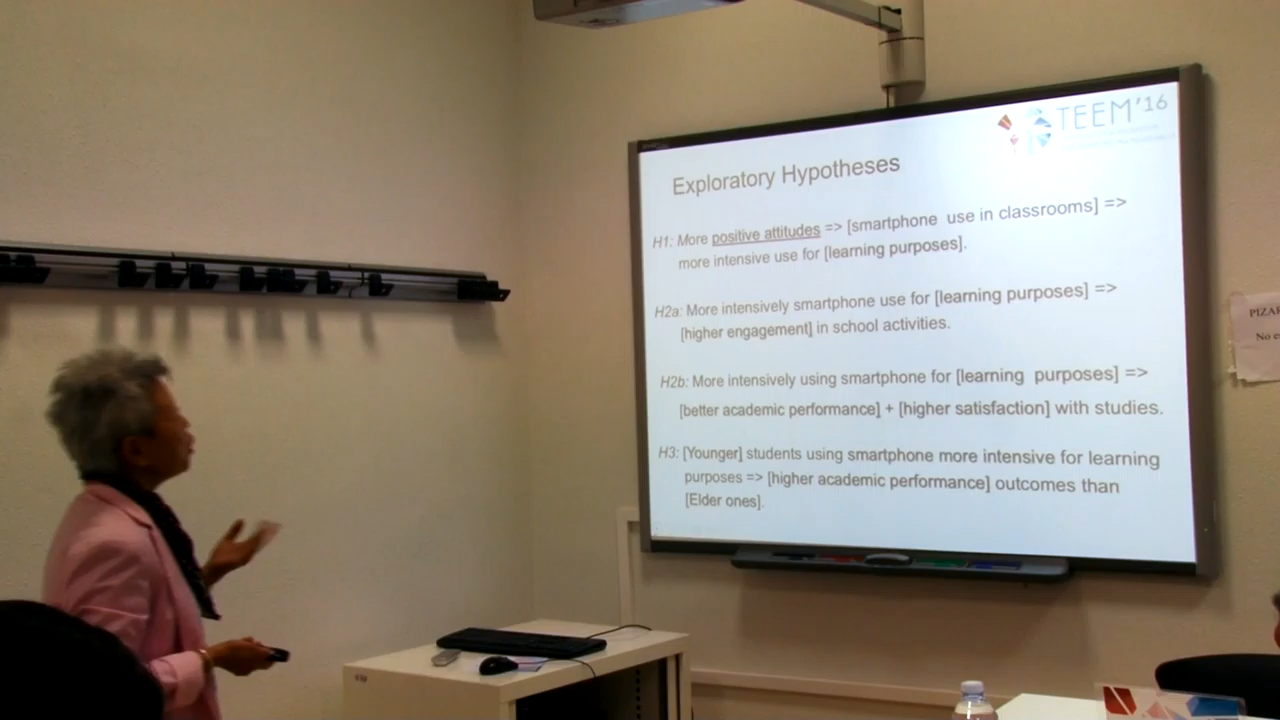 TEEM'16
Exploratory Hypotheses
H1: More positive attitudes => [smartphone use in classrooms] =>
more intensive use for [learning purposes].
H2a: More intensively smartphone use for [learning purposes] =>
[higher engagement] in school activities.
H2b: More intensively using smartphone for [learning purposes] =>
[better academic performance] + [higher satisfaction] with studies.
H3: [Younger] students using smartphone more intensive for learning
purposes => [higher academic performance] outcomes than
[Elder ones].
No